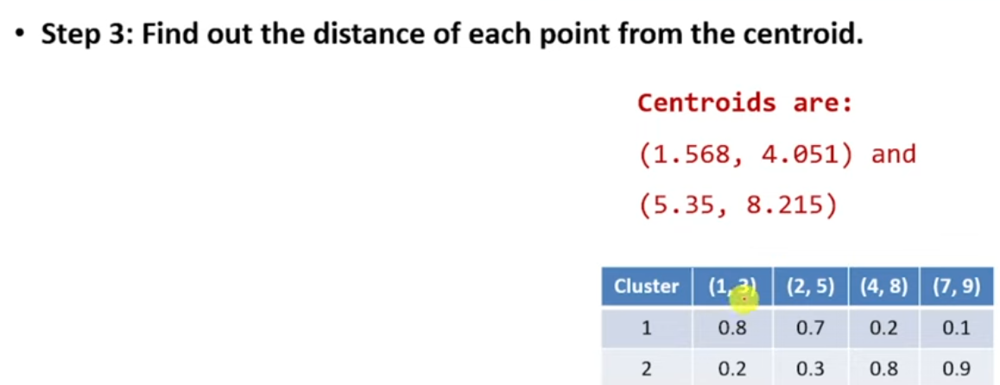 • Step 3: Find out the distance of each point from the centroid.
Centroids are:
(1.568, 4.051) and
(5.35, 8.215)
Cluster (1, 3) (2, 5) (4, 8) (7, 9)
1 0.8 0.7 0.2 0.1
2 0.2 0.3 0.8 0.9